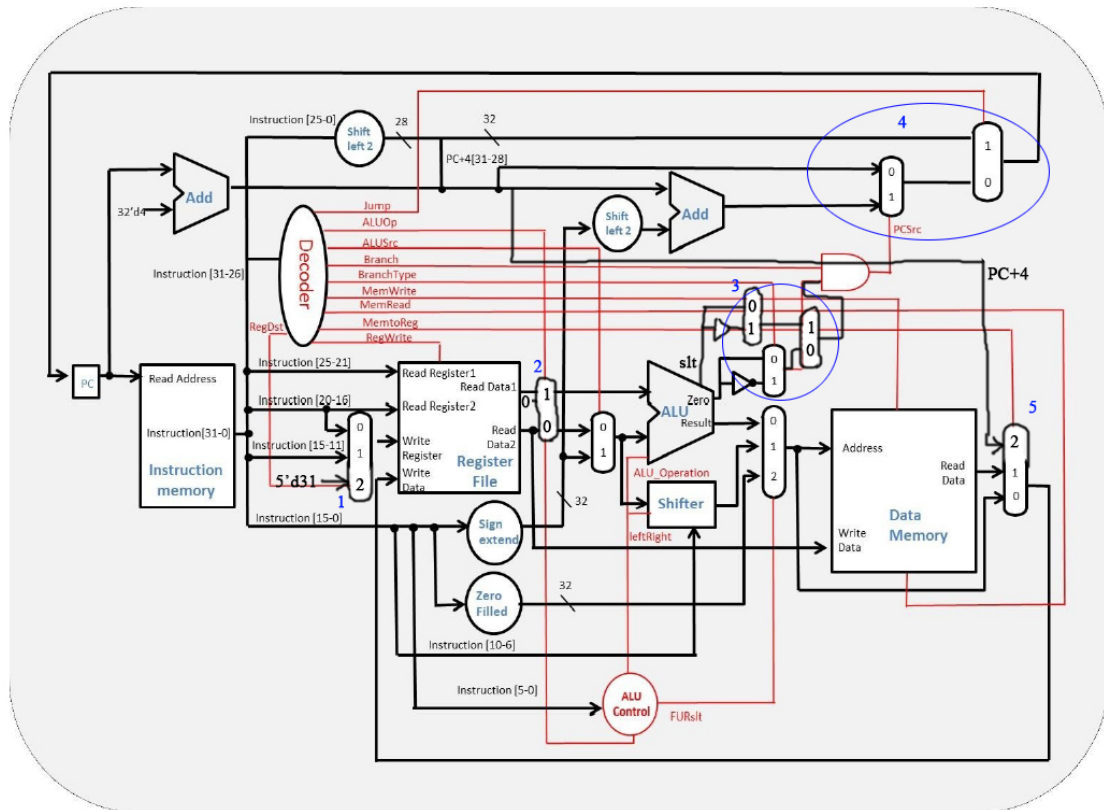 Instruction [25-0]
Shift
left 2
28
32
4
1
0
PC+4[31-28]
0
1
Add
32'd4
Add
Shift
left 2
PCSrc
Jump
ALUOp
ALUSrc
Branch
BranchType
MemWrite
MemRead
MemtoReg
RegWrite
Decoder
Instruction [31-26]
RegDst
PC+4
3
0
1
1
0
slt
0
1
Instruction [25-21]
PC
Read Address
Instruction[31-0]
Instruction
memory
Read Register1
Read Data1
Read Register2
Read
Data2
Write
Register
Write
Data
Register
File
Instruction [20-16]
Instruction [15-11]
5'd31
0
1
2
1
2
0
1
0
0
1
Zero
ALU
Result
ALU_Operation
0
1
2
Shifter
leftRight
Address
Read
Data
Data
Memory
Write
Data
5
2
1
0
Instruction [15-0]
Sign
extend
32
Zero
Filled
32
Instruction [10-6]
Instruction [5-0]
ALU
Control
FURslt